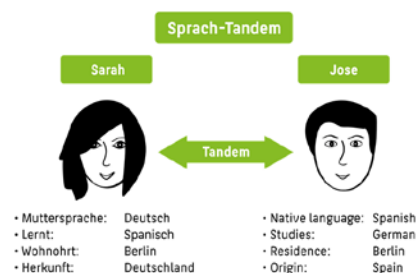 Sprach-Tandem
Sarah
Jose
Tandem
• Muttersprache: Deutsch
• Lernt: Spanisch
• Wohnohrt: Berlin
• Herkunft: Deutschland
• Native language: Spanish
• Studies: German
• Residence: Berlin
• Origin: Spain